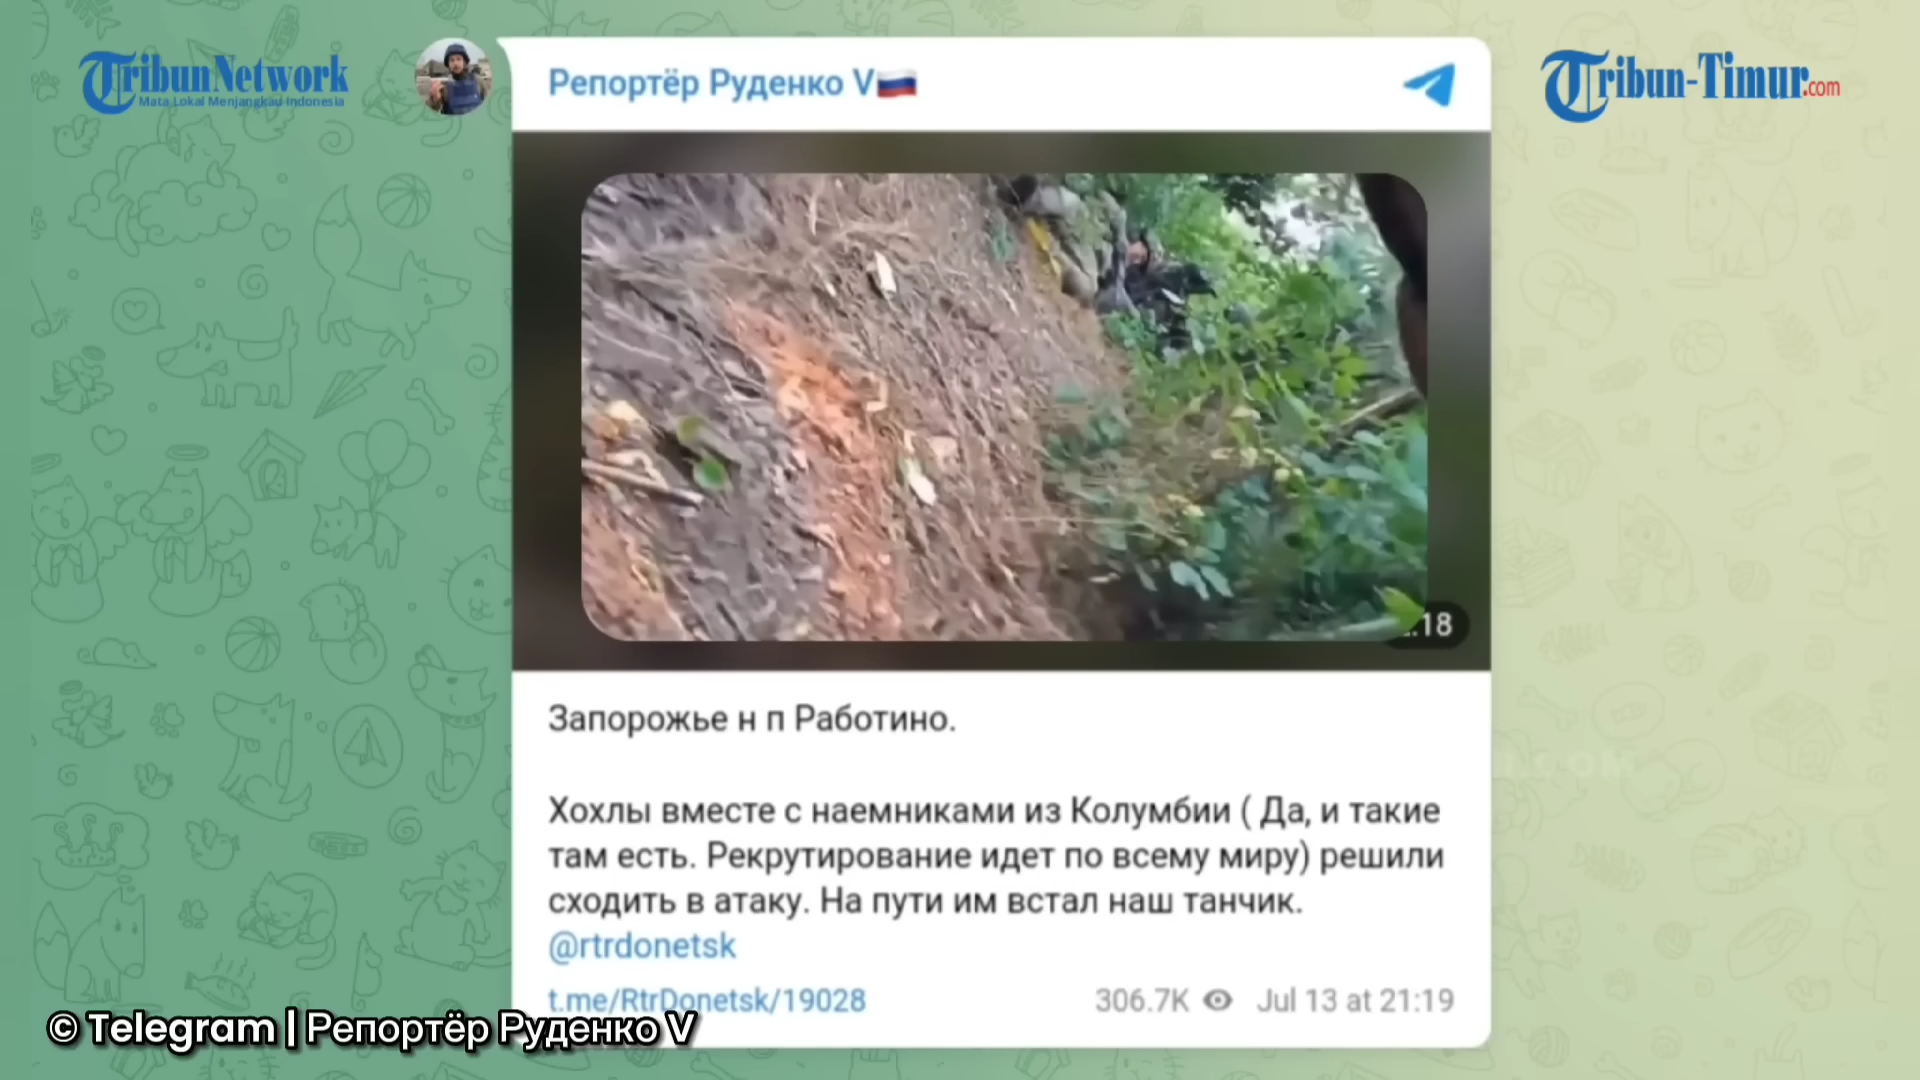 TribunNetwork
Mata Lokal Menjangkau Indonesia
Репортёр Руденко V
Tribun-Timur.com
:18
Запорожье н п Работино.
Хохлы вместе с наемниками из Колумбии ( Да, и такие
там есть. Рекрутирование идет по всему миру) решили
сходить в атаку. На пути им встал наш танчик.
@rtrdonetsk
t.me/RtrDonetsk/19028
306.7K Jul 13 at 21:19
© Telegram | Репортёр Руденко V